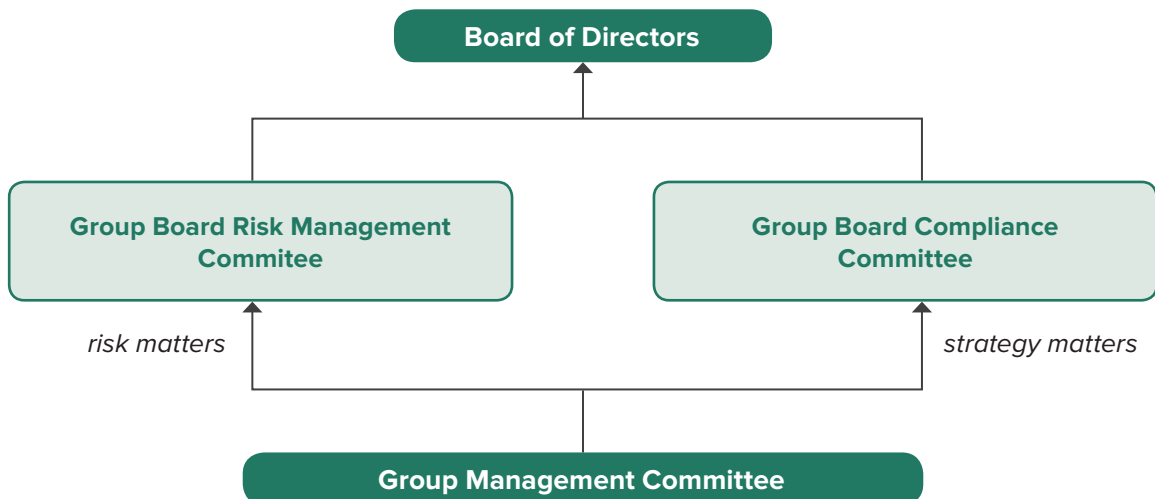 Board of Directors
Group Board Risk Management
Commitee
Group Board Compliance
Committee
risk matters
strategy matters
Group Management Committee